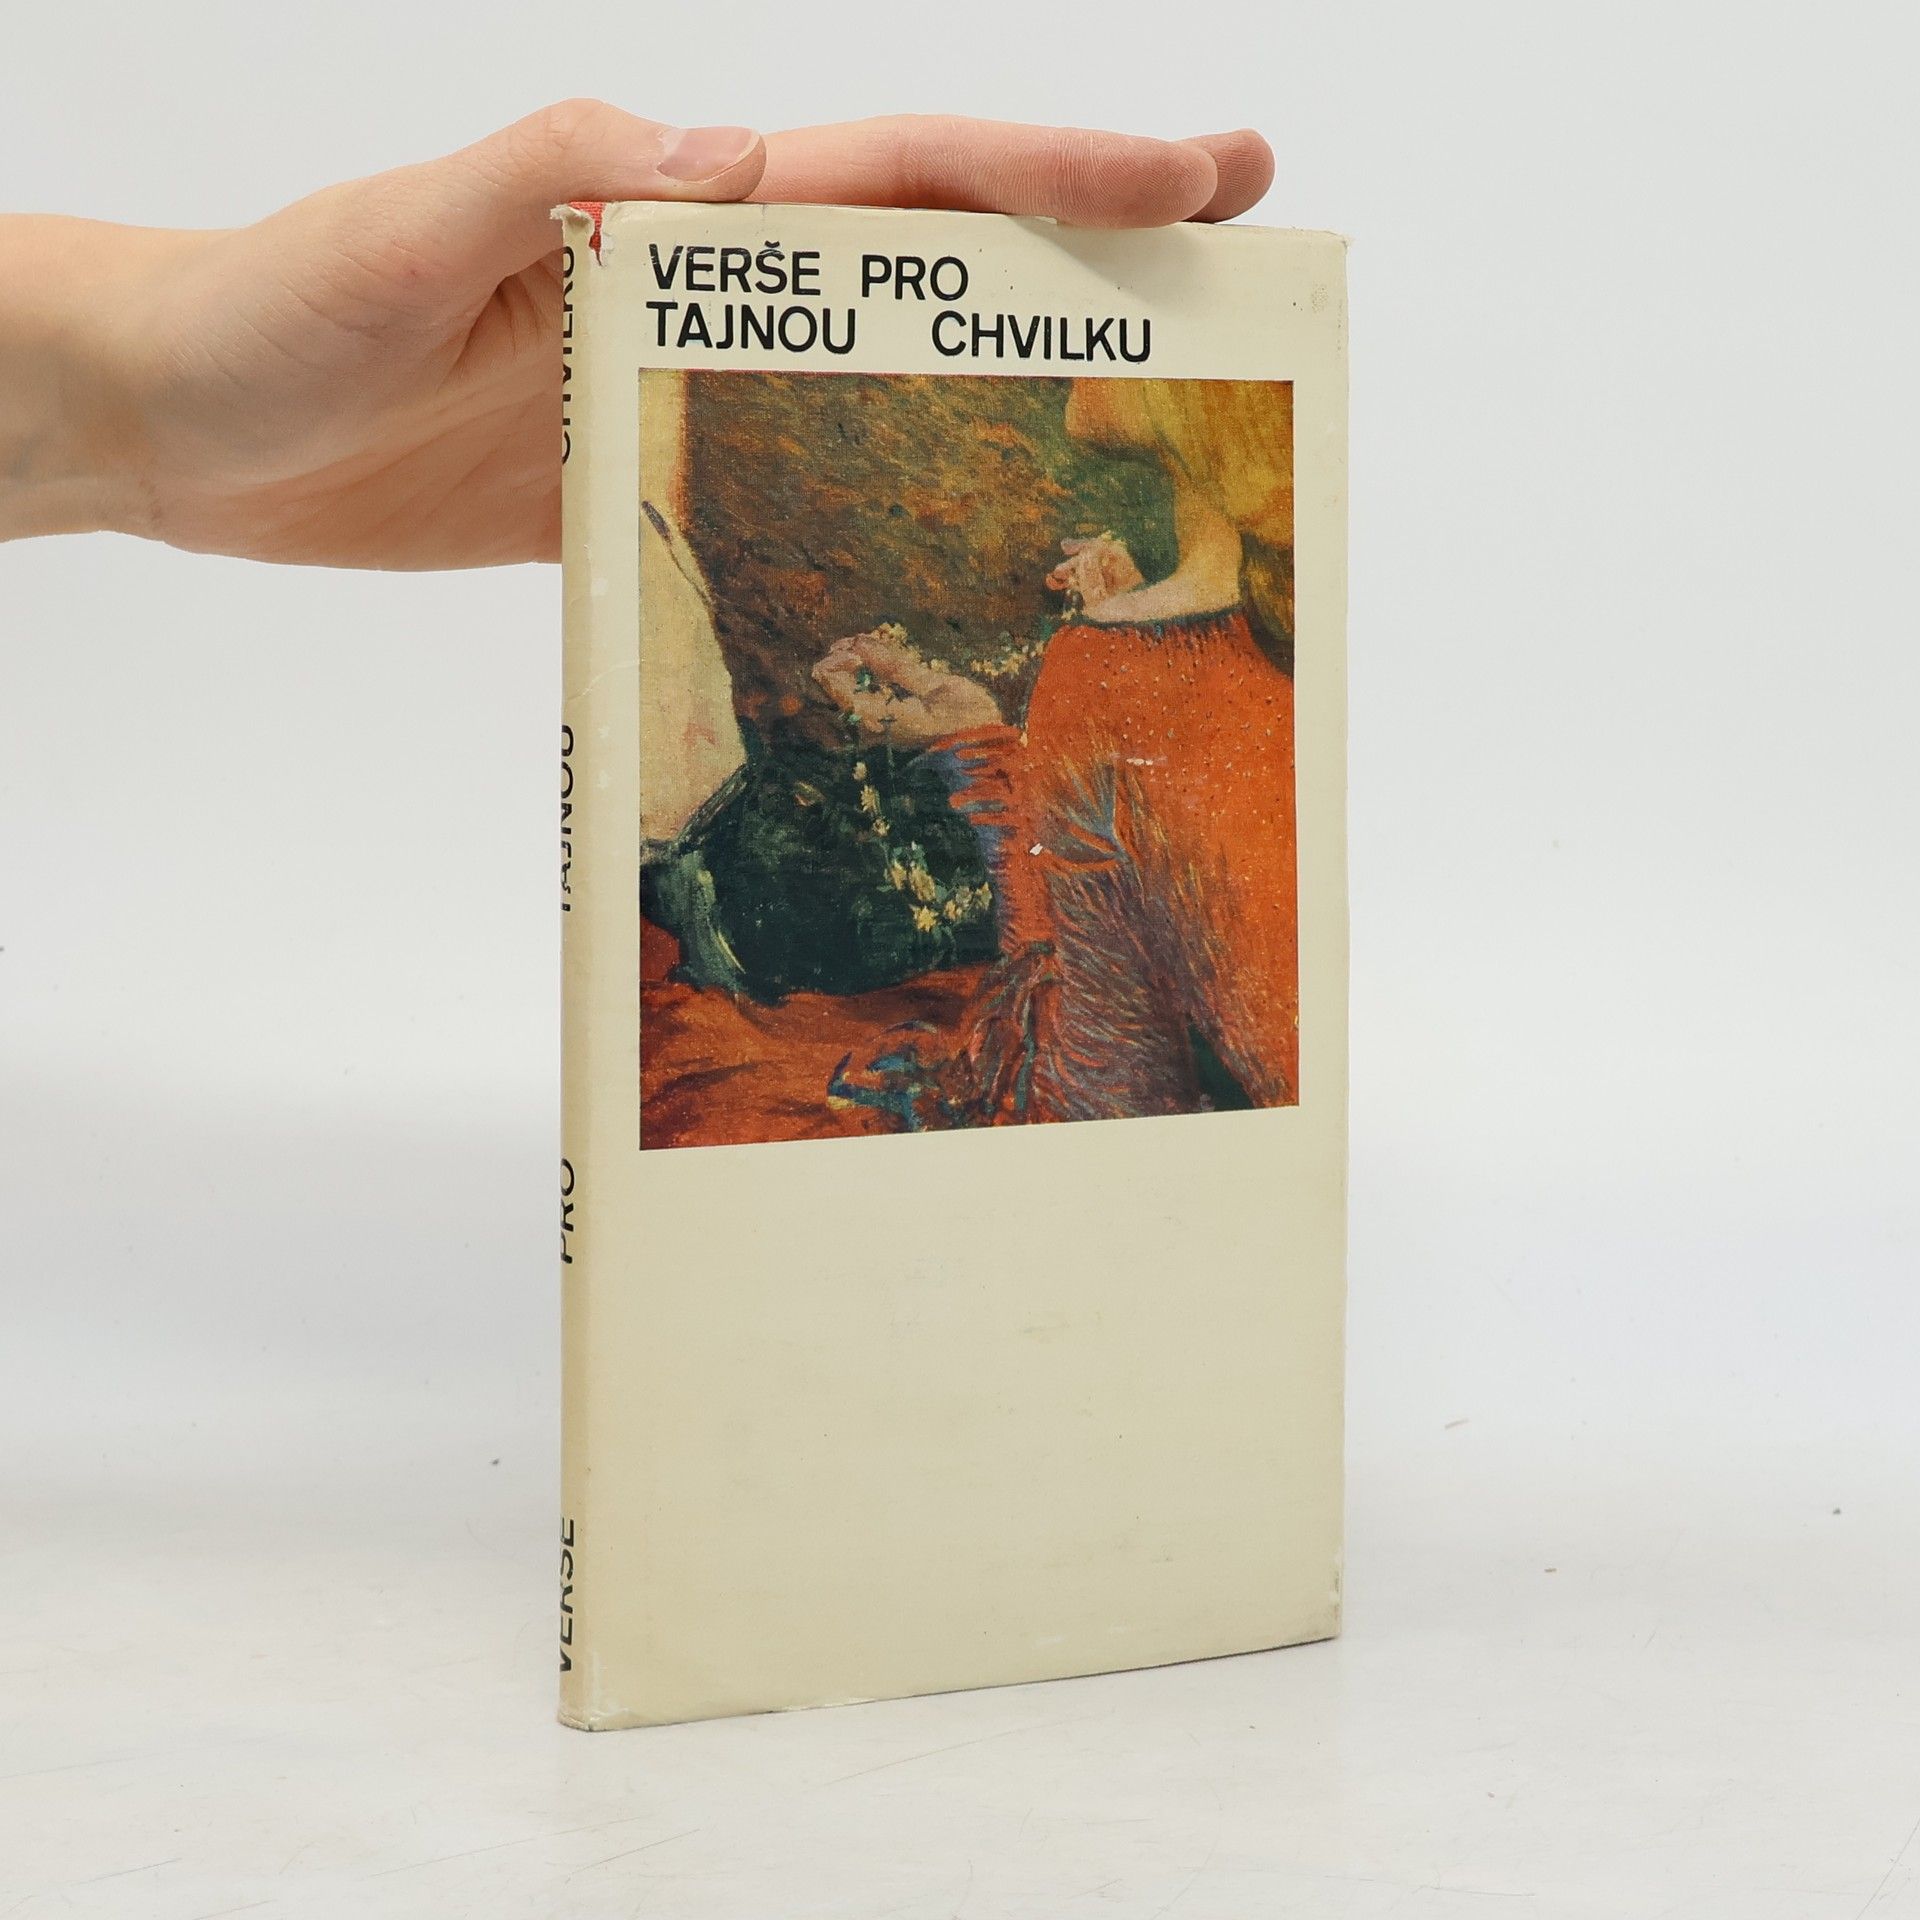 VERŠE PRO
TAJNOU CHVILKU
VERŠE PRO TAJNOU CHVILKU